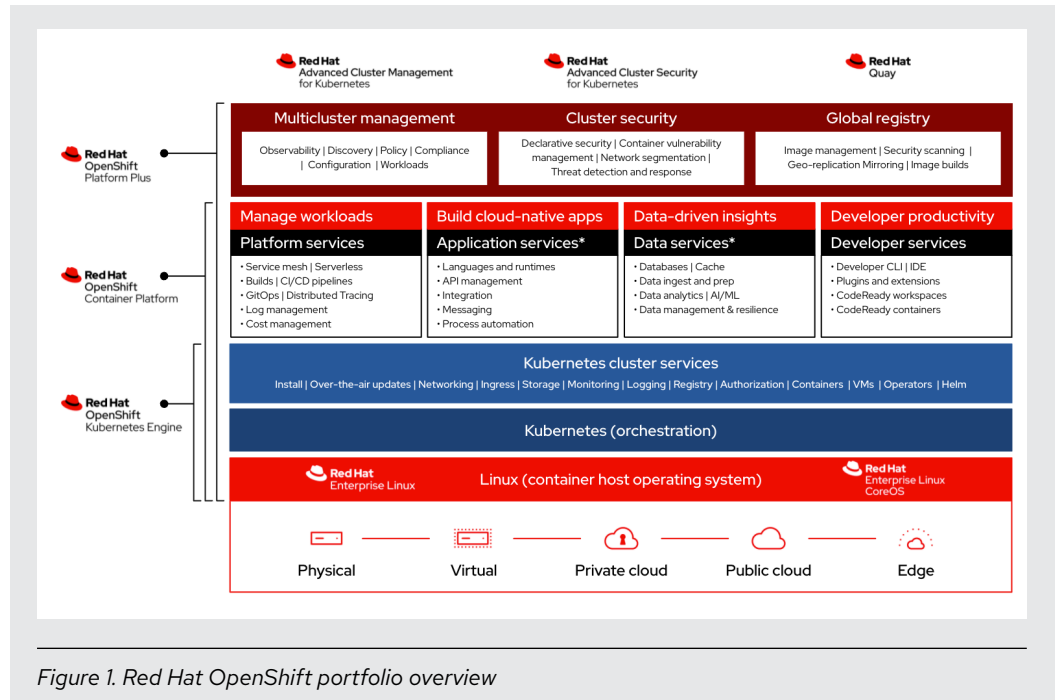 Red Hat
Advanced Cluster Management
for Kubernetes
Red Hat
Advanced Cluster Security
for Kubernetes
Red Hat
Quay
Red Hat
OpenShift
Platform Plus
Multicluster management
Observability | Discovery | Policy | Compliance
| Configuration | Workloads
Cluster security
Declarative security | Container vulnerability
management | Network segmentation |
Threat detection and response
Global registry
Image management | Security scanning |
Geo-replication Mirroring | Image builds
Red Hat
OpenShift
Container Platform
Manage workloads
Platform services
• Service mesh | Serverless
• Builds | CI/CD pipelines
• GitOps | Distributed Tracing
• Log management
• Cost management
Build cloud-native apps
Application services*
• Languages and runtimes
• API management
• Integration
• Messaging
• Process automation
Data-driven insights
Data services*
• Databases | Cache
• Data ingest and prep
• Data analytics | AI/ML
• Data management & resilience
Developer productivity
Developer services
• Developer CLI | IDE
• Plugins and extensions
• CodeReady workspaces
• CodeReady containers
Red Hat
OpenShift
Kubernetes Engine
Kubernetes cluster services
Install | Over-the-air updates | Networking | Ingress | Storage | Monitoring | Logging | Registry | Authorization | Containers | VMs | Operators | Helm
Kubernetes (orchestration)
Red Hat
Enterprise Linux
Linux (container host operating system)
Red Hat
Enterprise Linux
CoreOS
Physical
Virtual
Private cloud
Public cloud
Edge
Figure 1. Red Hat OpenShift portfolio overview